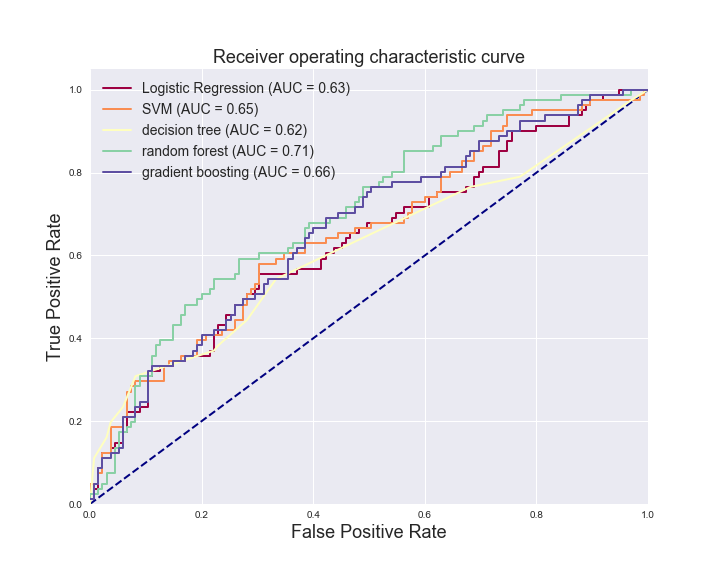 Receiver operating characteristic curve
1.0
0.8
0.6
0.4
0.2
0.0
True Positive Rate
Logistic Regression (AUC = 0.63)
SVM (AUC = 0.65)
decision tree (AUC = 0.62)
random forest (AUC = 0.71)
gradient boosting (AUC = 0.66)
0.0 0.2 0.4 0.6 0.8 1.0
False Positive Rate